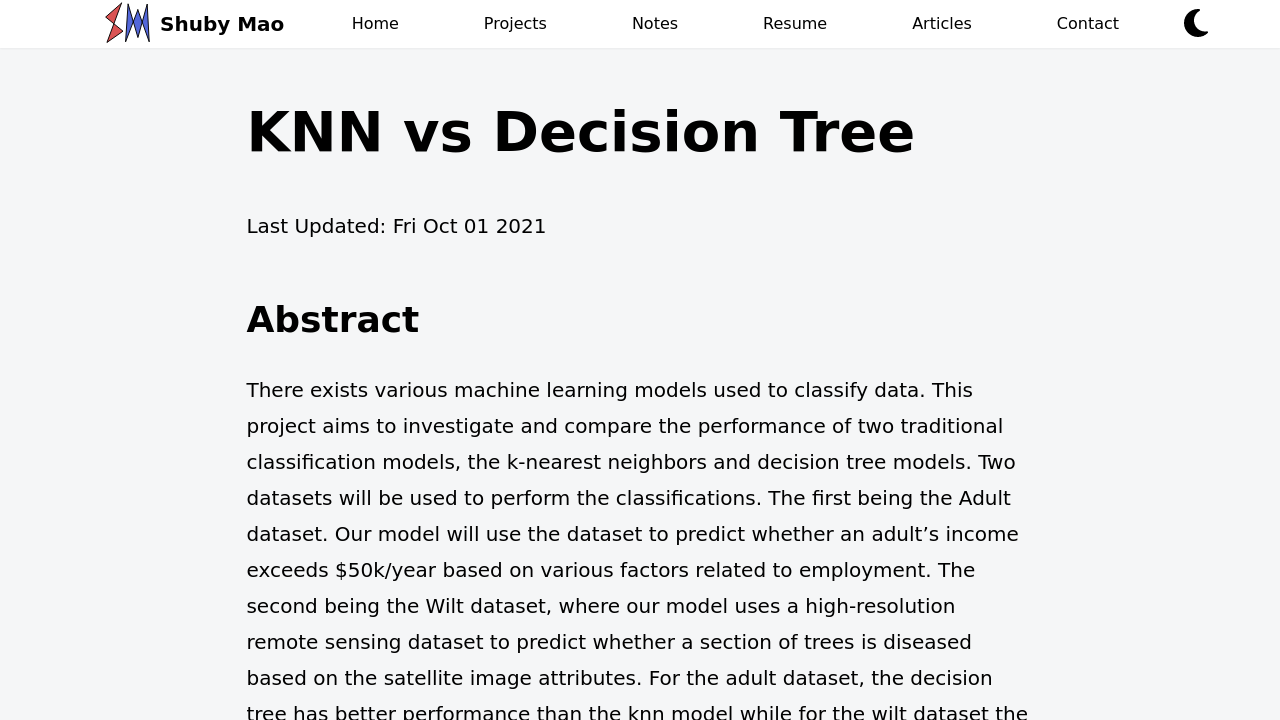 Shuby Mao Home Projects Notes Resume Articles Contact
KNN vs Decision Tree
Last Updated: Fri Oct 01 2021
Abstract
There exists various machine learning models used to classify data. This
project aims to investigate and compare the performance of two traditional
classification models, the k-nearest neighbors and decision tree models. Two
datasets will be used to perform the classifications. The first being the Adult
dataset. Our model will use the dataset to predict whether an adult’s income
exceeds $50k/year based on various factors related to employment. The
second being the Wilt dataset, where our model uses a high-resolution
remote sensing dataset to predict whether a section of trees is diseased
based on the satellite image attributes. For the adult dataset, the decision
tree has better performance than the knn model while for the wilt dataset the